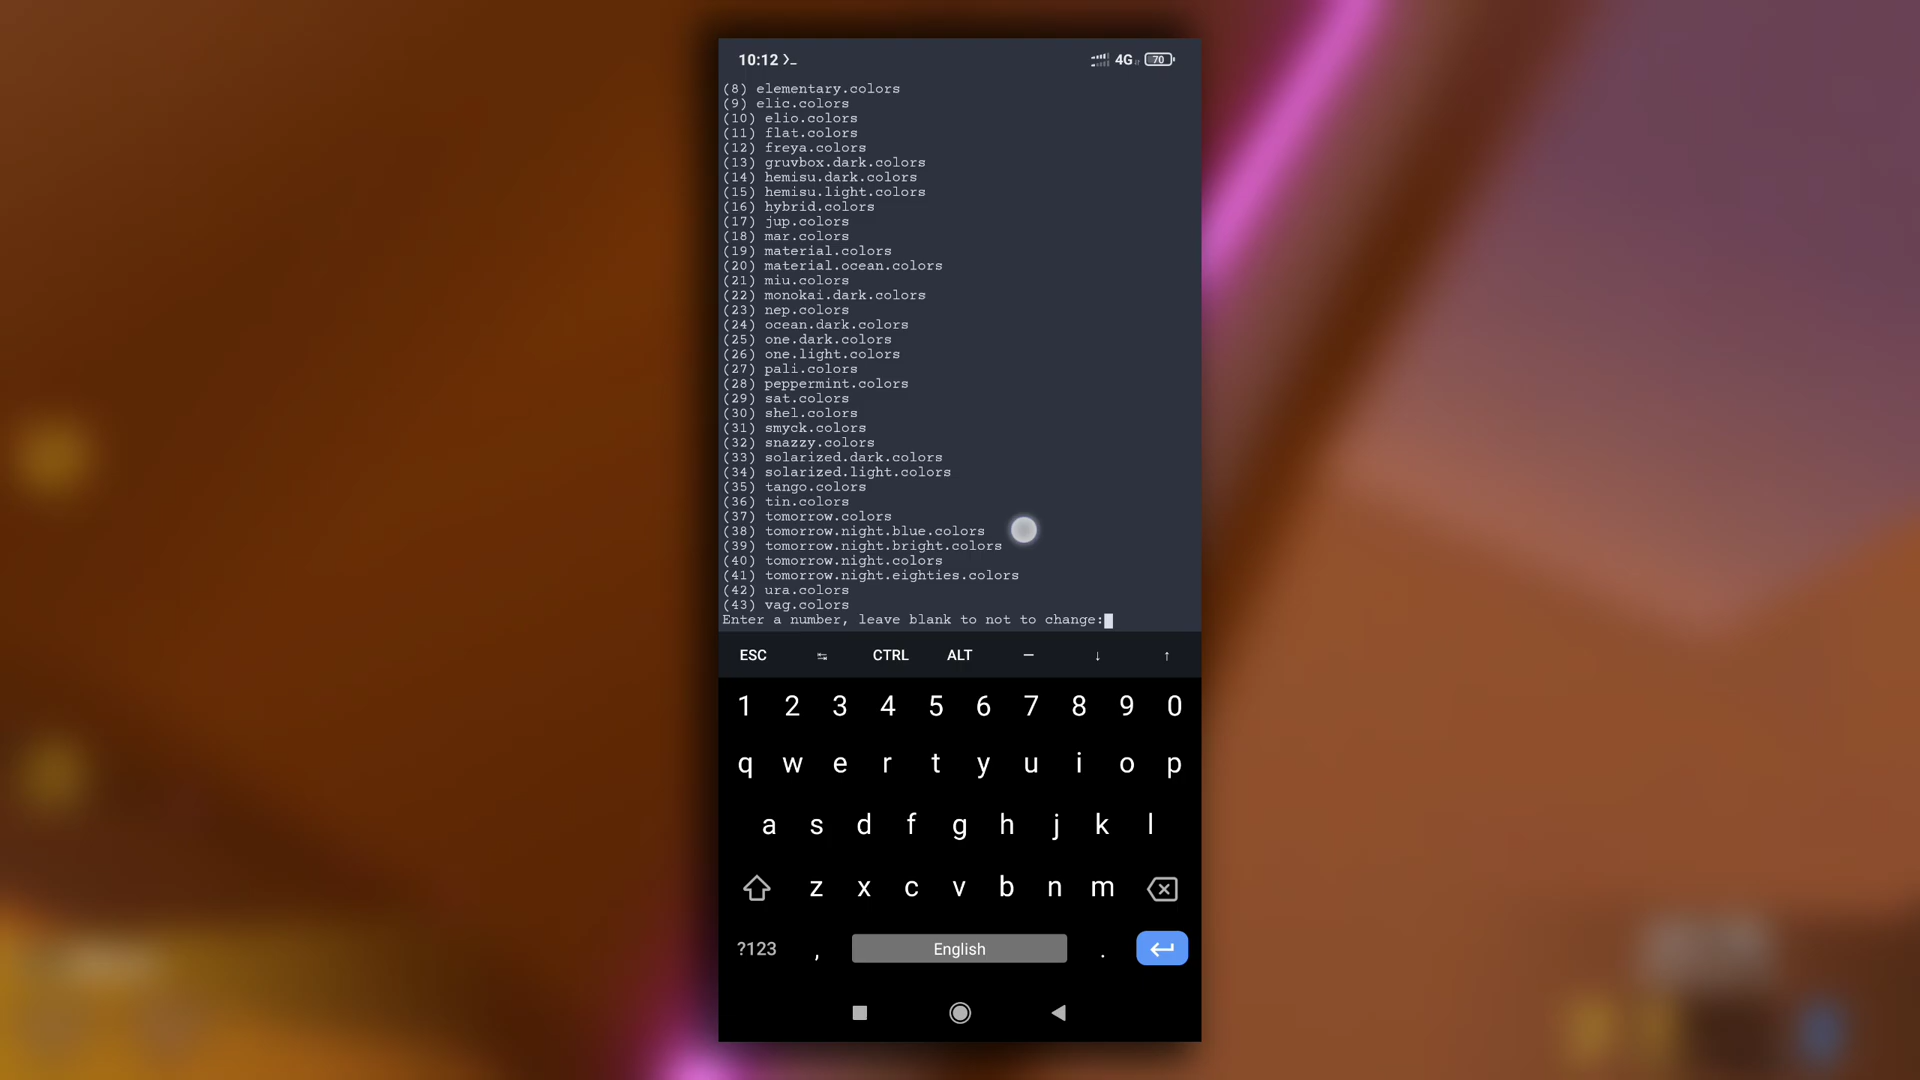 10:12 >_ 4G 70
(8) elementary.colors
(9) elic.colors
(10) elio.colors
(11) flat.colors
(12) freya.colors
(13) gruvbox.dark.colors
(14) hemisu.dark.colors
(15) hemisu.light.colors
(16) hybrid.colors
(17) jup.colors
(18) mar.colors
(19) material.colors
(20) material.ocean.colors
(21) miu.colors
(22) monokai.dark.colors
(23) nep.colors
(24) ocean.dark.colors
(25) one.dark.colors
(26) one.light.colors
(27) pali.colors
(28) peppermint.colors
(29) sat.colors
(30) shel.colors
(31) smyck.colors
(32) snazzy.colors
(33) solarized.dark.colors
(34) solarized.light.colors
(35) tango.colors
(36) tin.colors
(37) tomorrow.colors
(38) tomorrow.night.blue.colors
(39) tomorrow.night.bright.colors
(40) tomorrow.night.colors
(41) tomorrow.night.eighties.colors
(42) ura.colors
(43) vag.colors
Enter a number, leave blank to not to change:
ESC ⇆ CTRL ALT — ↓ ↑
1 2 3 4 5 6 7 8 9 0
q w e r t y u i o p
a s d f g h j k l
z x c v b n m
?123 , English .